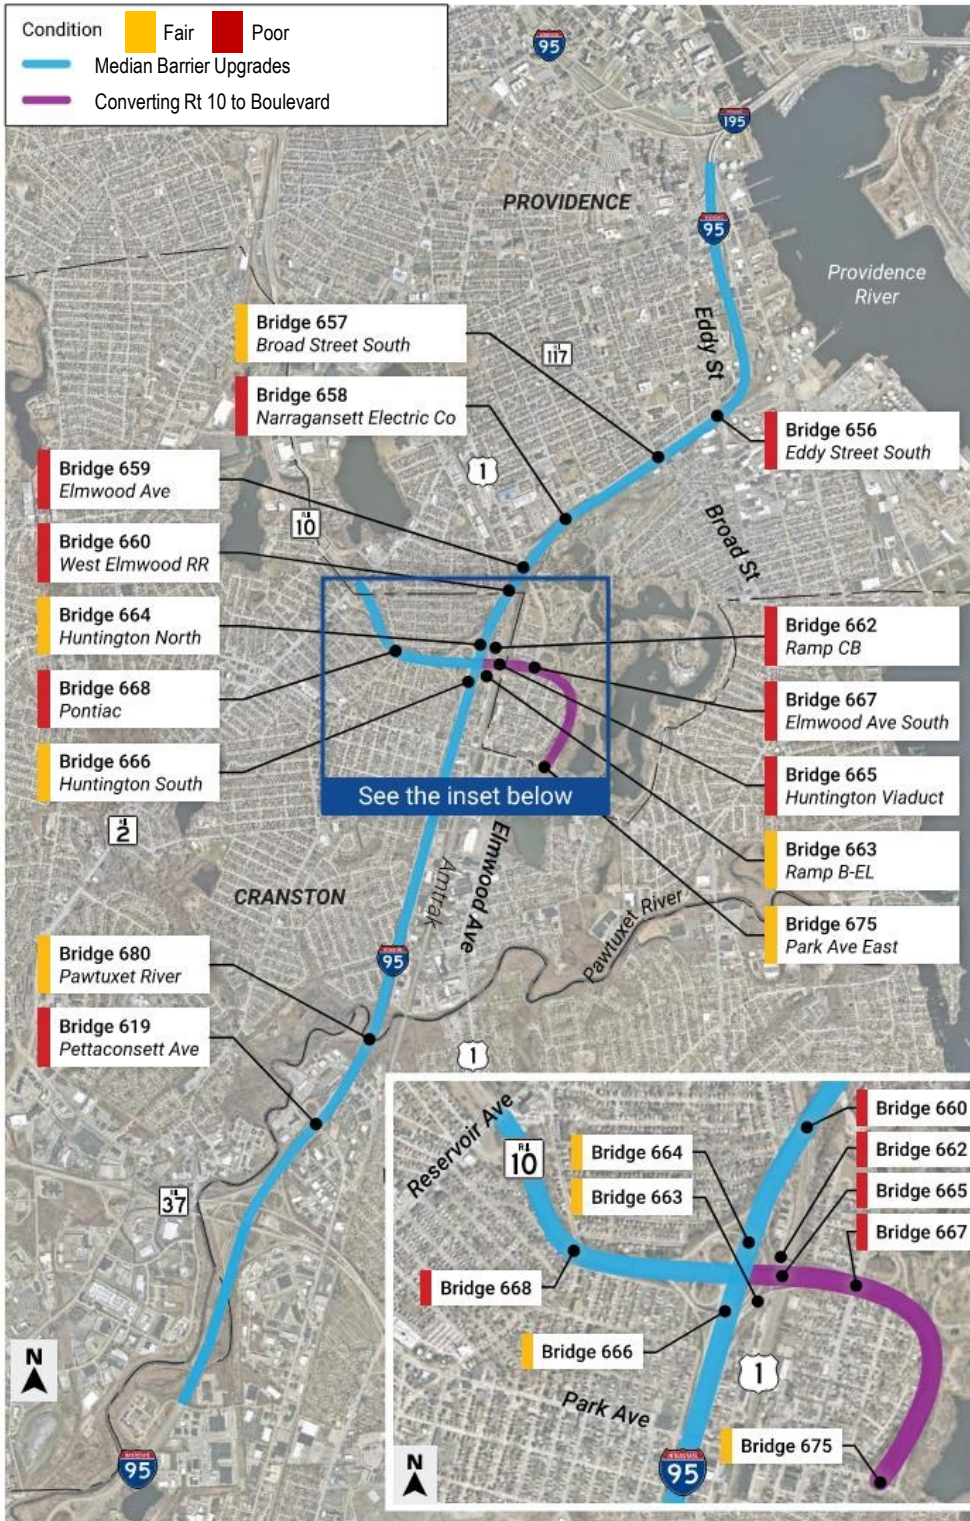 Condition Fair Poor
Median Barrier Upgrades
Converting Rt 10 to Boulevard
95
195
PROVIDENCE
95
Providence
River
Eddy St
Bridge 657
Broad Street South
117
Bridge 658
Narragansett Electric Co
Bridge 656
Eddy Street South
Bridge 659
Elmwood Ave
1
R.I.
10
Broad St
Bridge 660
West Elmwood RR
Bridge 664
Huntington North
Bridge 662
Ramp CB
Bridge 668
Pontiac
Bridge 667
Elmwood Ave South
Bridge 666
Huntington South
Bridge 665
Huntington Viaduct
See the inset below
2
Bridge 663
Ramp B-EL
Elmwood Ave
Amtrak
CRANSTON
Pawtuxet River
Bridge 675
Park Ave East
Bridge 680
Pawtuxet River
95
Bridge 619
Pettaconsett Ave
1
Reservoir Ave
R.I.
10
Bridge 660
Bridge 664
Bridge 662
Bridge 663
Bridge 665
37
Bridge 667
Bridge 668
Bridge 666
N
1
Park Ave
Bridge 675
N
95
95